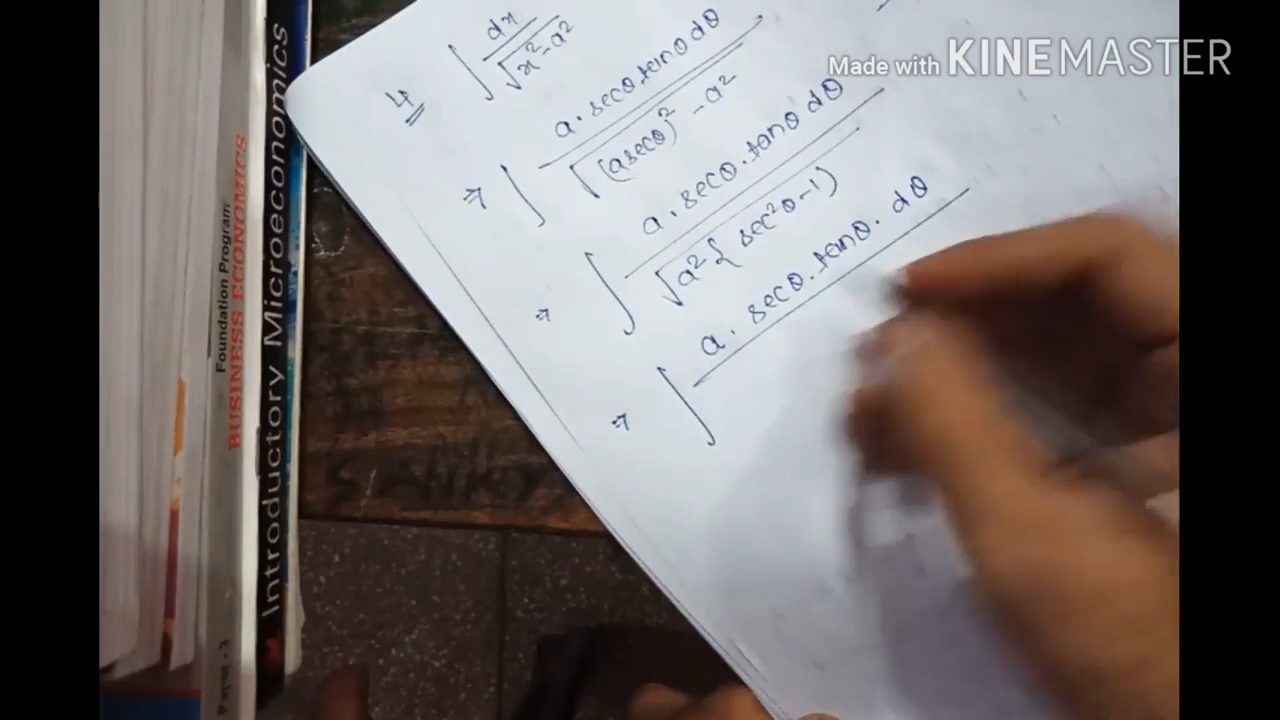 Made with KINEMASTER
4 ∫ dx / √x²-a²
⇒ ∫ a·secθ.tanθ dθ / √(asecθ)² - a²
⇒ ∫ a·secθ.tanθ dθ / √a²{sec²θ-1)
⇒ ∫ a·secθ.tanθ.dθ
Foundation Program
BUSINESS ECONOMICS
Introductory Microeconomics